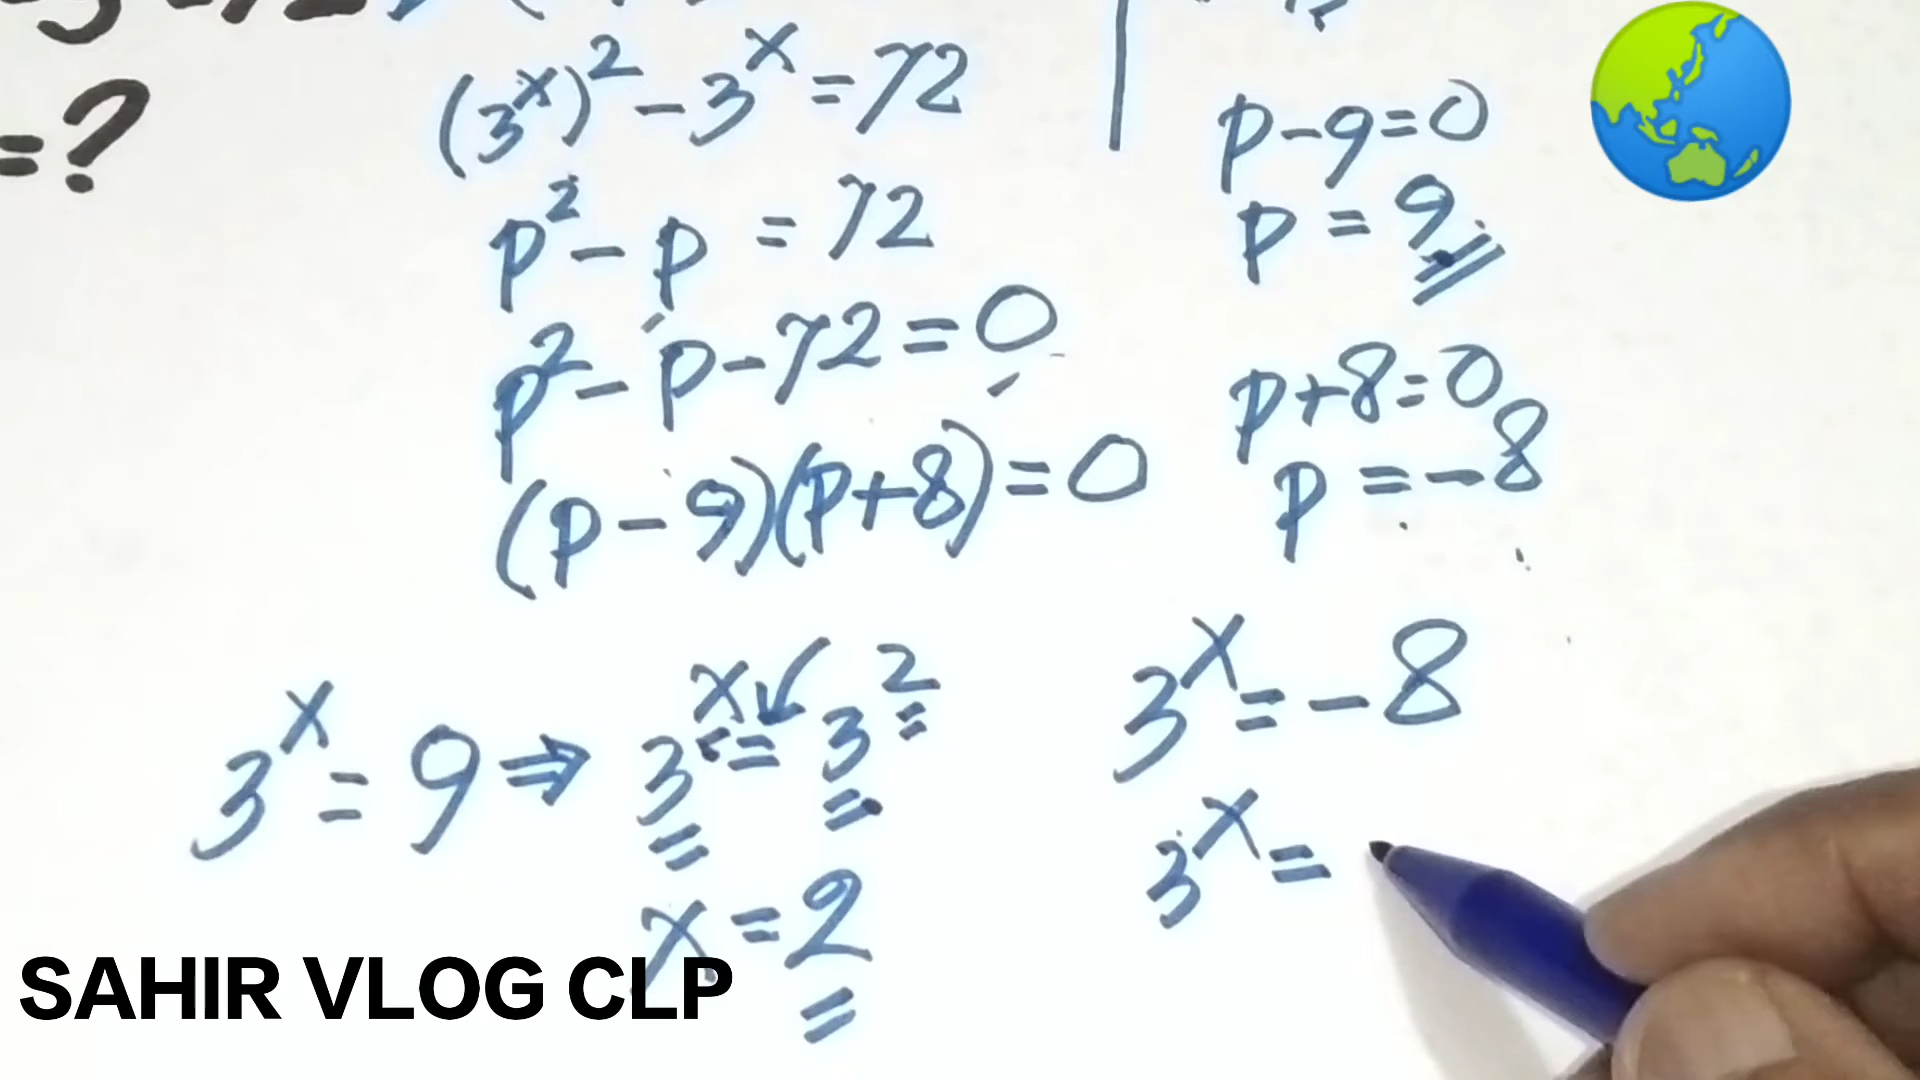 =?
(3^x)^2 - 3^x = 72
p^2 - p = 72
p^2 - p - 72 = 0
(p - 9)(p + 8) = 0
p - 9 = 0
p = 9
p + 8 = 0
p = -8
3^x = 9 ⇒ 3^x = 3^2
x = 2
3^x = -8
3^x =
SAHIR VLOG CLP